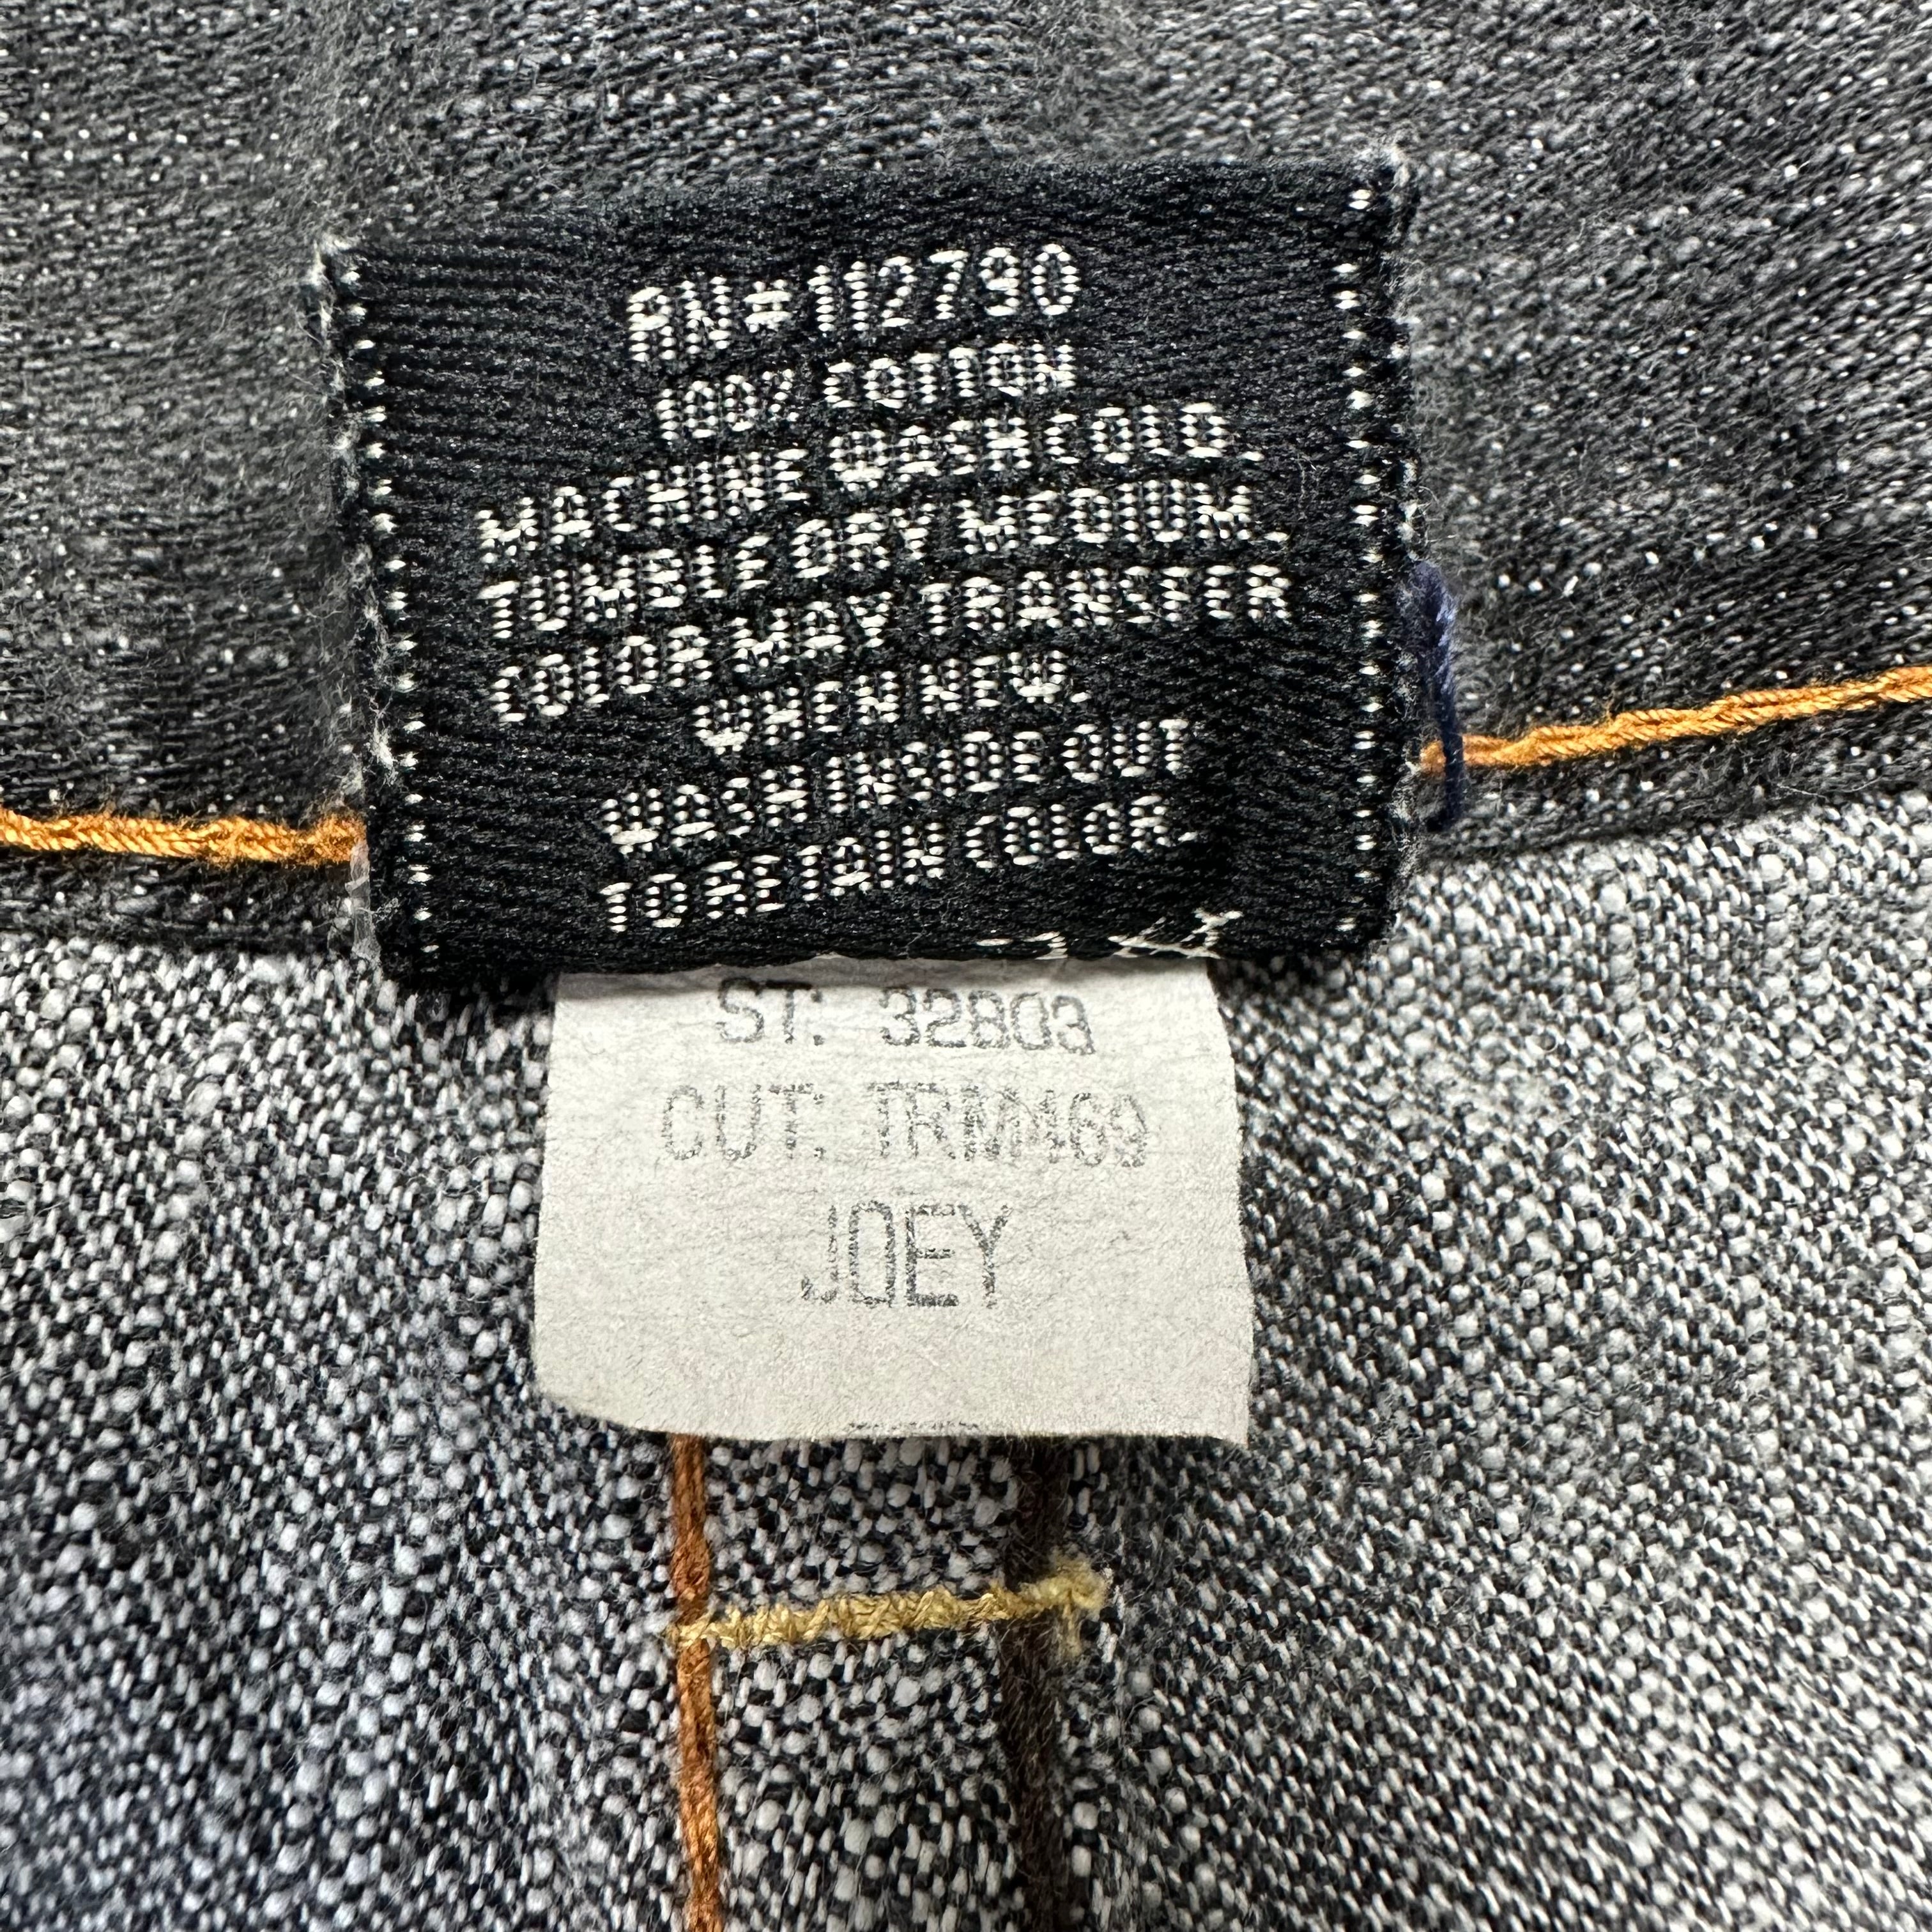 RN#112790
100% COTTON
MACHINE WASH COLD.
TUMBLE DRY MEDIUM.
COLOR MAY TRANSFER
WHEN NEW.
WASH INSIDE OUT
TO RETAIN COLOR.
ST: 32803
CUT: TRMM69
JOEY